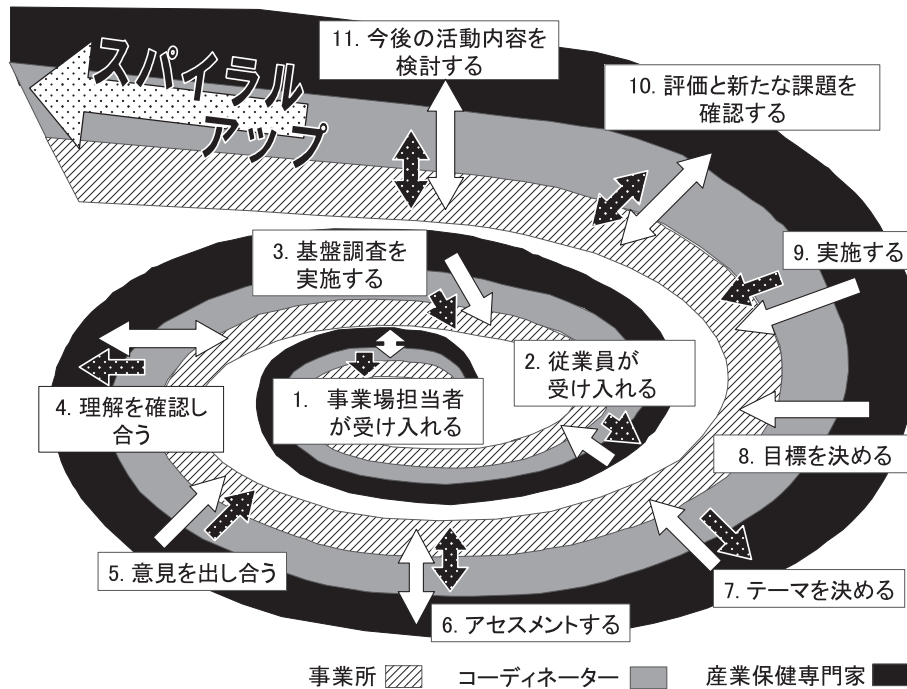 スパイラル
アップ
11. 今後の活動内容を
検討する
10. 評価と新たな課題を
確認する
3. 基盤調査を
実施する
9. 実施する
2. 従業員が
受け入れる
1. 事業場担当者
が受け入れる
4. 理解を確認し
合う
8. 目標を決める
5. 意見を出し合う
7. テーマを決める
6. アセスメントする
事業所 コーディネーター 産業保健専門家